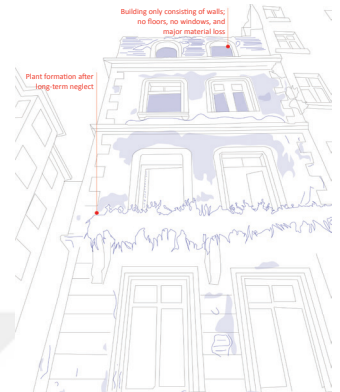 Building only consisting of walls;
no floors, no windows, and
major material loss
Plant formation after
long-term neglect